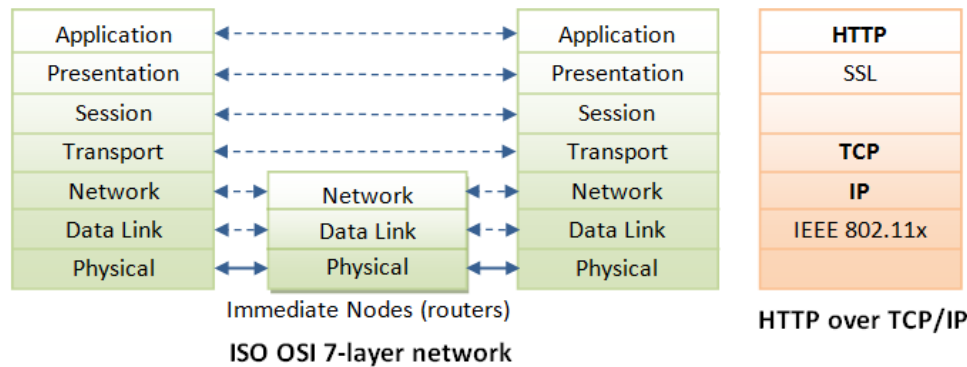 Application
Presentation
Session
Transport
Network
Data Link
Physical
Network
Data Link
Physical
Immediate Nodes (routers)
Application
Presentation
Session
Transport
Network
Data Link
Physical
ISO OSI 7-layer network
HTTP
SSL
TCP
IP
IEEE 802.11x
HTTP over TCP/IP